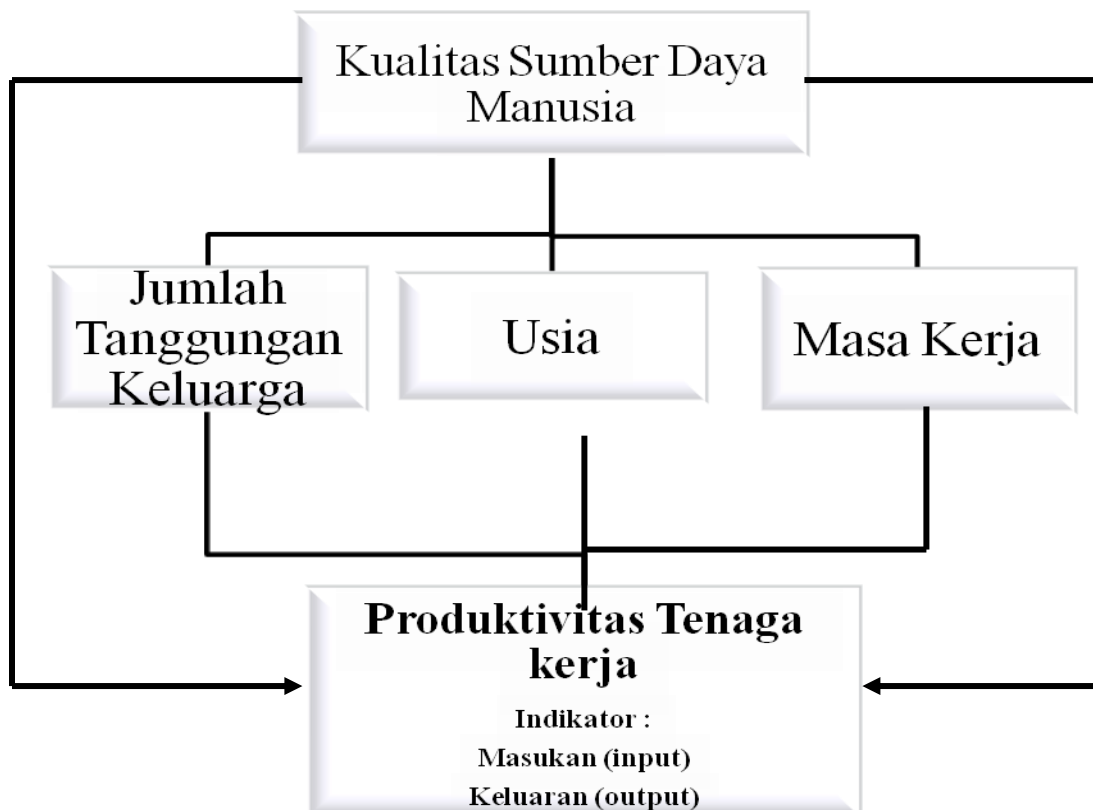 Kualitas Sumber Daya
Manusia
Jumlah
Tanggungan
Keluarga
Usia
Masa Kerja
Produktivitas Tenaga
kerja
Indikator :
Masukan (input)
Keluaran (output)